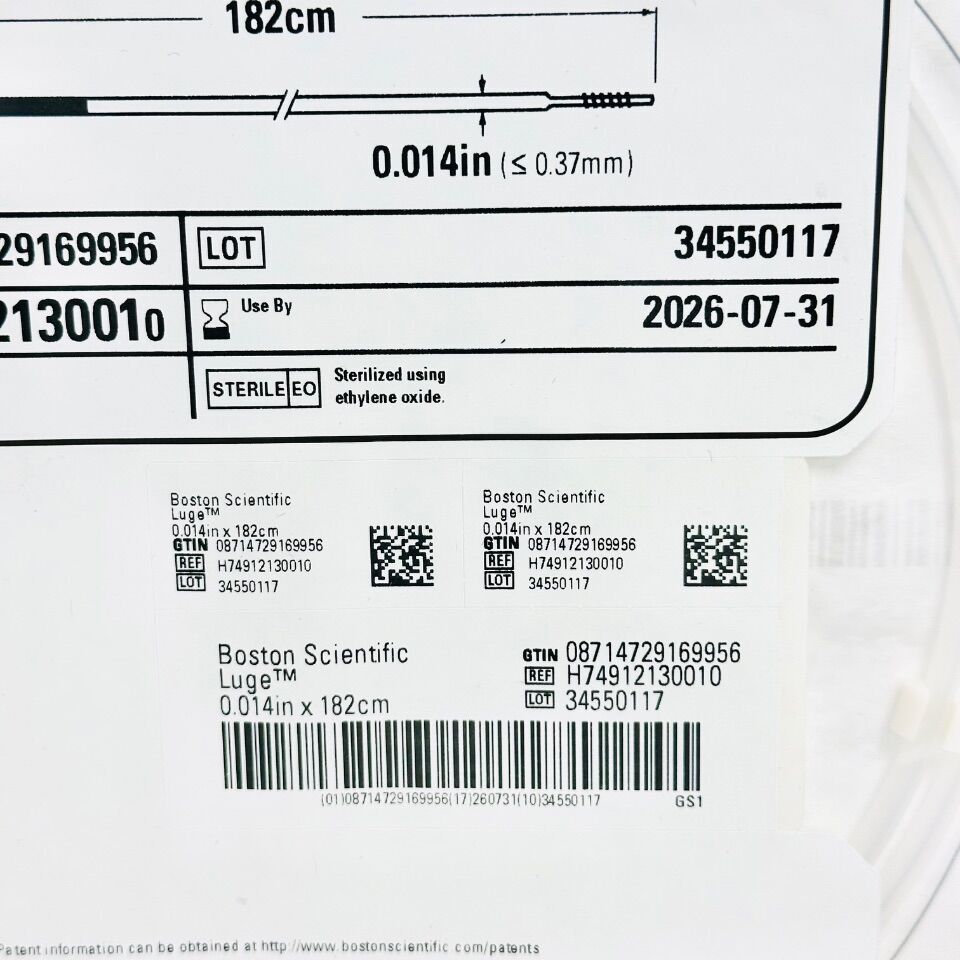 182cm
0.014in (≤ 0.37mm)
29169956
LOT 34550117
2130010
Use By 2026-07-31
STERILE EO Sterilized using
ethylene oxide.
Boston Scientific
Luge™
0.014in x 182cm
GTIN 08714729169956
REF H74912130010
LOT 34550117
Boston Scientific
Luge™
0.014in x 182cm
GTIN 08714729169956
REF H74912130010
LOT 34550117
Boston Scientific
Luge™
0.014in x 182cm
GTIN 08714729169956
REF H74912130010
LOT 34550117
(01)08714729169956(17)260731(10)34550117
GS1
Patent information can be obtained at http://www.bostonscientific com/patents